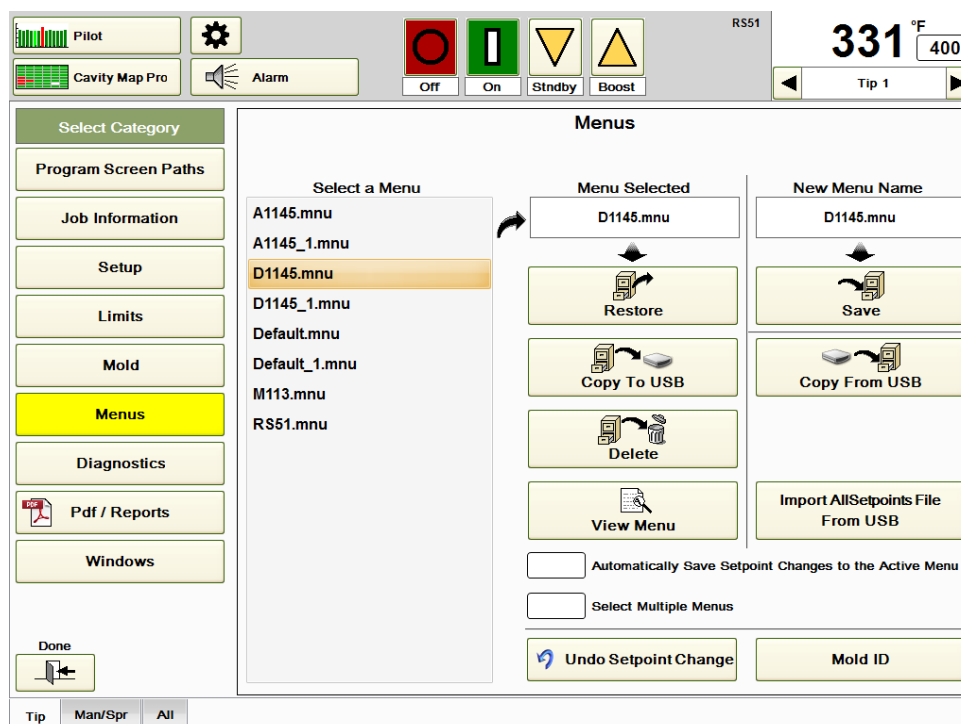 Pilot
RS51
331 °F
400
Cavity Map Pro
Alarm
Off
On
Stndby
Boost
Tip 1
Select Category
Program Screen Paths
Job Information
Setup
Limits
Mold
Menus
Diagnostics
PDF
Pdf / Reports
Windows
Done
Menus
Select a Menu
A1145.mnu
A1145_1.mnu
D1145.mnu
D1145_1.mnu
Default.mnu
Default_1.mnu
M113.mnu
RS51.mnu
Menu Selected
D1145.mnu
Restore
Copy To USB
Delete
View Menu
New Menu Name
D1145.mnu
Save
Copy From USB
Import AllSetpoints File
From USB
Automatically Save Setpoint Changes to the Active Menu
Select Multiple Menus
Undo Setpoint Change
Mold ID
Tip
Man/Spr
All